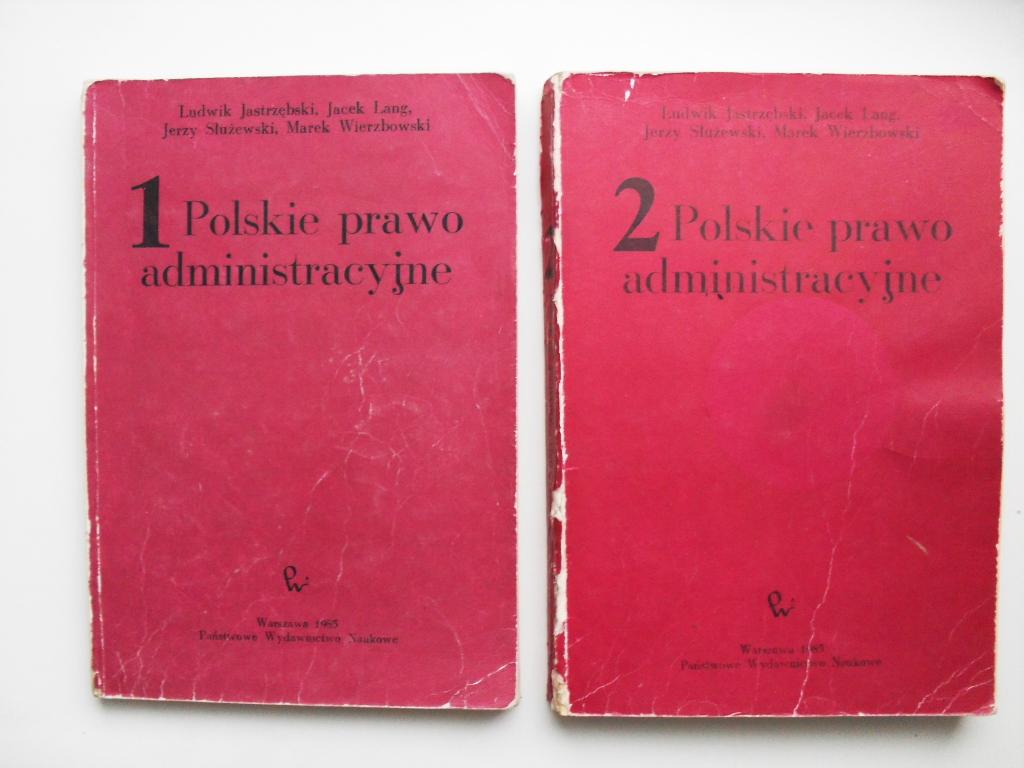 Ludwik Jastrzębski, Jacek Lang,
Jerzy Służewski, Marek Wierzbowski
1 Polskie prawo
administracyjne
Warszawa 1985
Państwowe Wydawnictwo Naukowe
Ludwik Jastrzębski, Jacek Lang,
Jerzy Służewski, Marek Wierzbowski
2 Polskie prawo
administracyjne
Warszawa 1985
Państwowe Wydawnictwo Naukowe